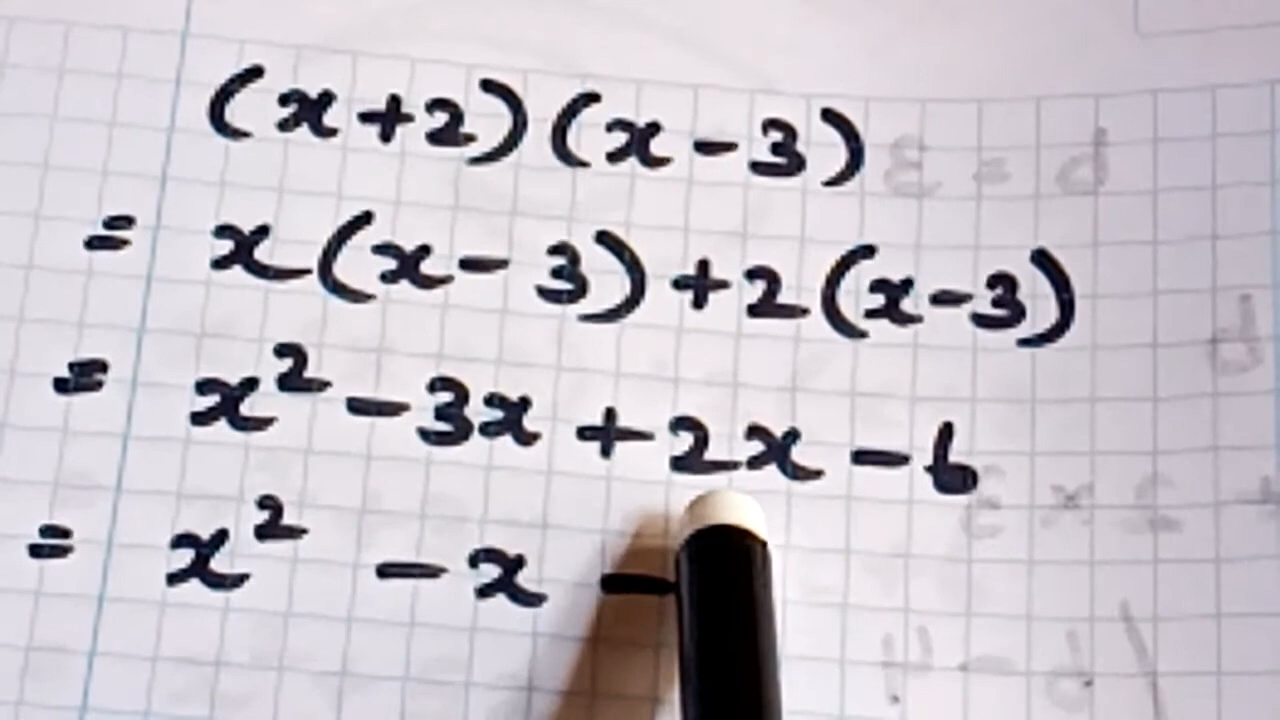 (x+2)(x-3)
= x(x-3)+2(x-3)
= x² - 3x + 2x - 6
= x² - x -